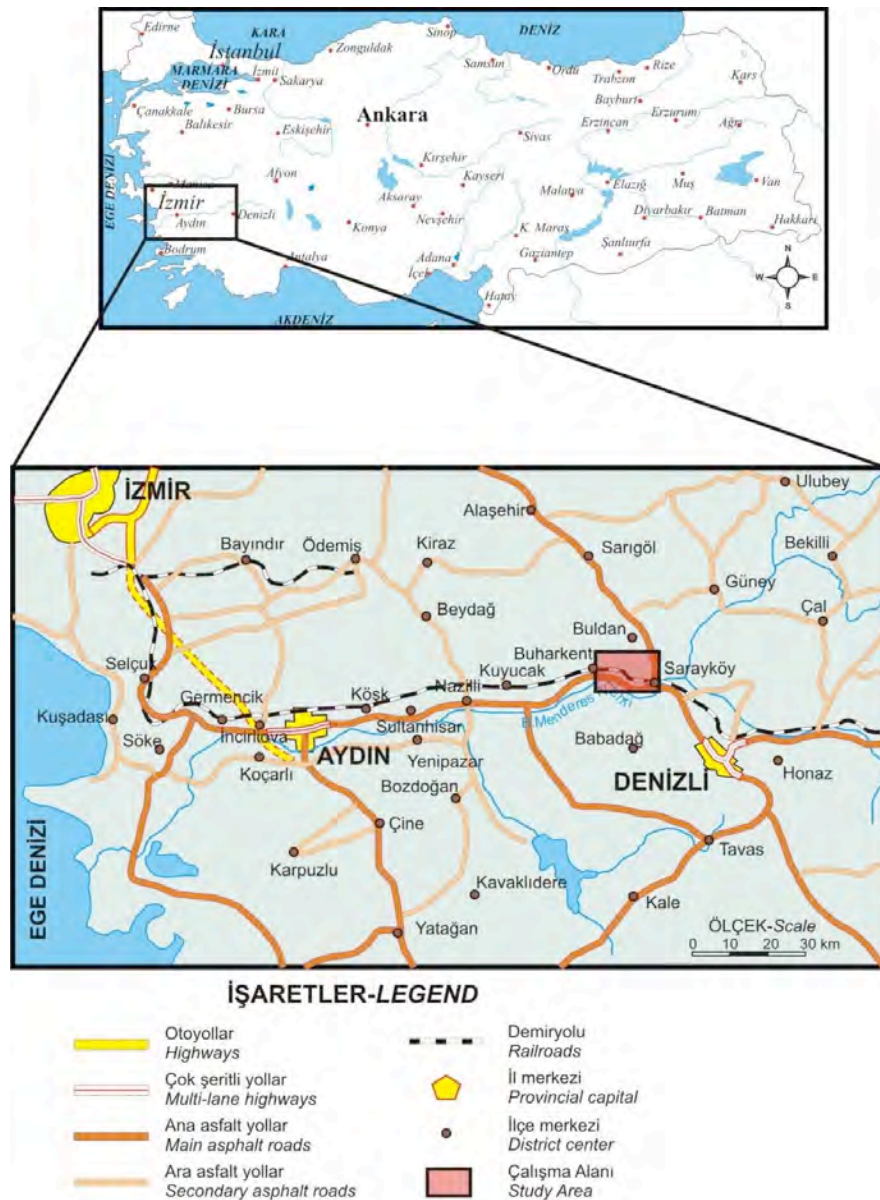 Edirne
KARA
DENİZ
Sinop
İstanbul
Zonguldak
Samsun
Ordu
Trabzon
Rize
Kars
MARMARA
DENİZİ
İzmit
Sakarya
Çanakkale
Bursa
Ankara
Bayburt
Erzurum
Balıkesir
Eskişehir
Sivas
Erzincan
Ağrı
EGE DENİZİ
Kırşehir
Afyon
Kayseri
Malatya
Elazığ
Muş
Van
İzmir
Aydın
Denizli
Aksaray
Nevşehir
Konya
K. Maraş
Diyarbakır
Batman
Hakkari
Bodrum
Antalya
Adana
İçel
Gaziantep
Şanlıurfa
N
W
E
S
Hatay
AKDENİZ
İZMİR
Ulubey
Alaşehir
Bayındır
Ödemiş
Kiraz
Sarıgöl
Bekilli
Güney
Beydağ
Çal
Buldan
Selçuk
Buharkent
Kuyucak
Sarayköy
Germencik
Köşk
Nazilli
Kuşadası
İncirliova
Sultanhisar
B.Menderes
Söke
AYDIN
Yenipazar
Babadağ
Koçarlı
DENİZLİ
Honaz
Bozdoğan
Çine
Tavas
Karpuzlu
Kavaklıdere
Kale
EGE DENİZİ
Yatağan
ÖLÇEK-Scale
0 10 20 30 km
İŞARETLER-LEGEND
Otoyollar
Highways
Çok şeritli yollar
Multi-lane highways
Ana asfalt yollar
Main asphalt roads
Ara asfalt yollar
Secondary asphalt roads
Demiryolu
Railroads
İl merkezi
Provincial capital
İlçe merkezi
District center
Çalışma Alanı
Study Area